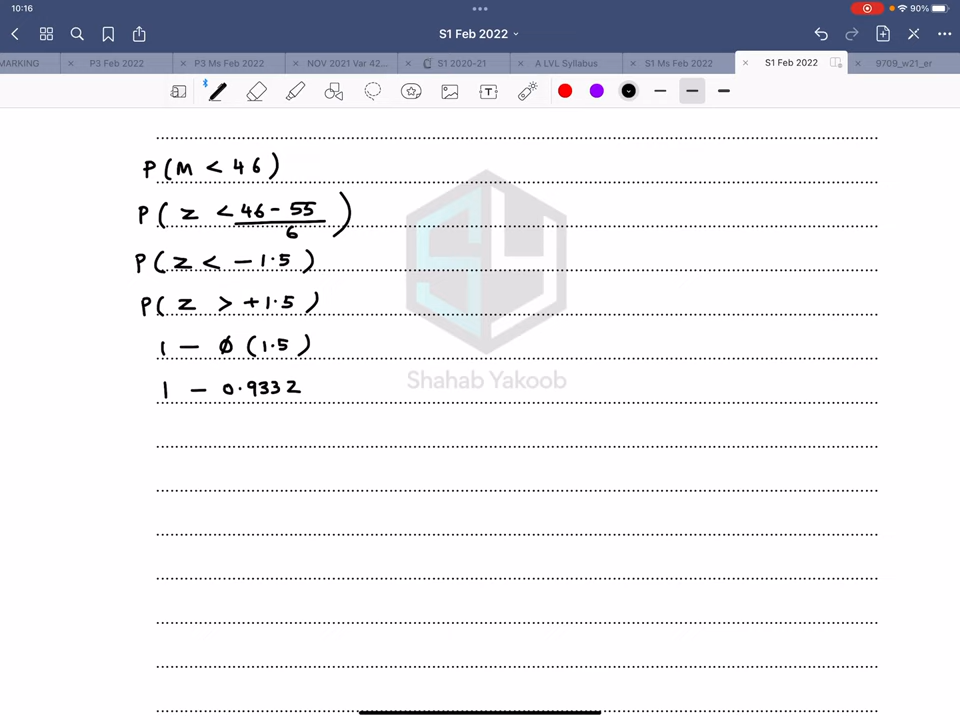 10:16
90%
S1 Feb 2022
MARKING
P3 Feb 2022
P3 Ms Feb 2022
NOV 2021 Var 42...
S1 2020-21
A LVL Syllabus
S1 Ms Feb 2022
S1 Feb 2022
9709_w21_er
P(M < 46)
P(Z < (46 - 55)/6)
P(Z < -1.5)
P(Z > +1.5)
1 - Ø(1.5)
1 - 0.9332
Shahab Yakoob